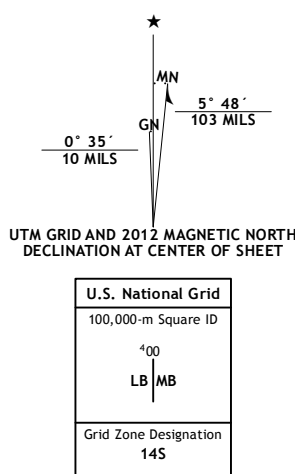 ★
MN
GN
5° 48´
103 MILS
0° 35´
10 MILS
UTM GRID AND 2012 MAGNETIC NORTH
DECLINATION AT CENTER OF SHEET
U.S. National Grid
100,000-m Square ID
⁴00
LB MB
Grid Zone Designation
14S